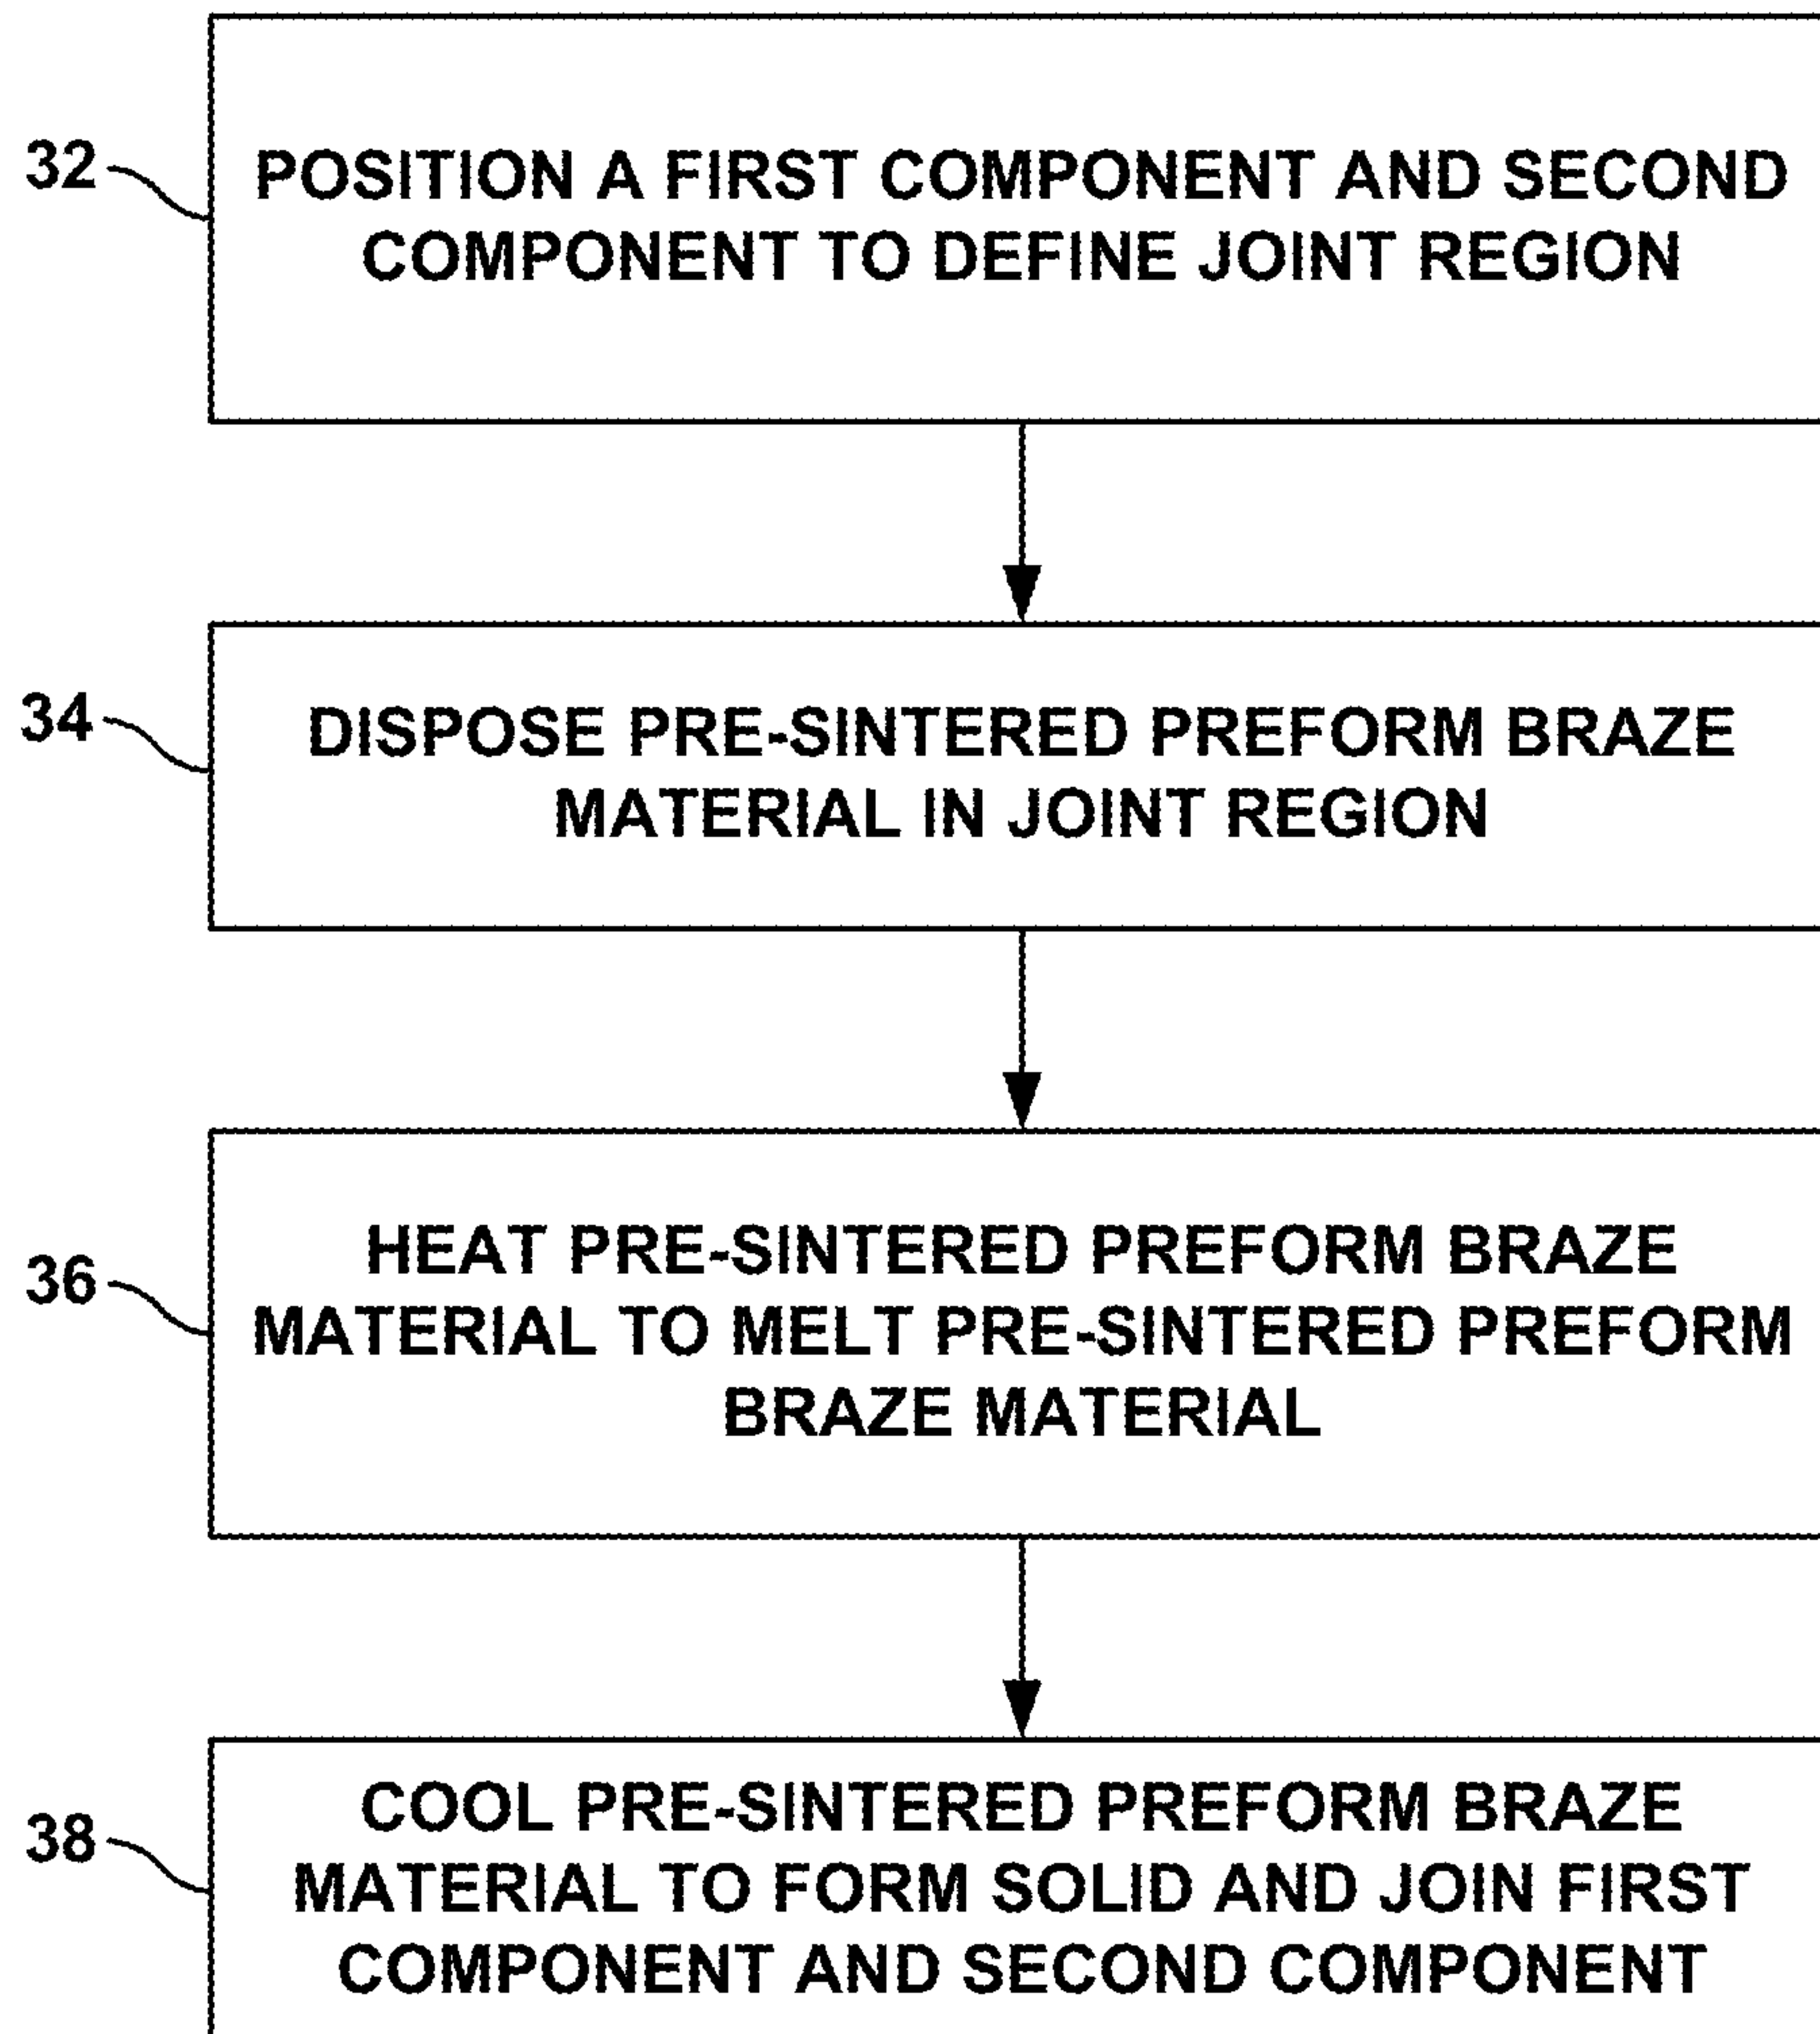 32
POSITION A FIRST COMPONENT AND SECOND
COMPONENT TO DEFINE JOINT REGION
34
DISPOSE PRE-SINTERED PREFORM BRAZE
MATERIAL IN JOINT REGION
36
HEAT PRE-SINTERED PREFORM BRAZE
MATERIAL TO MELT PRE-SINTERED PREFORM
BRAZE MATERIAL
38
COOL PRE-SINTERED PREFORM BRAZE
MATERIAL TO FORM SOLID AND JOIN FIRST
COMPONENT AND SECOND COMPONENT